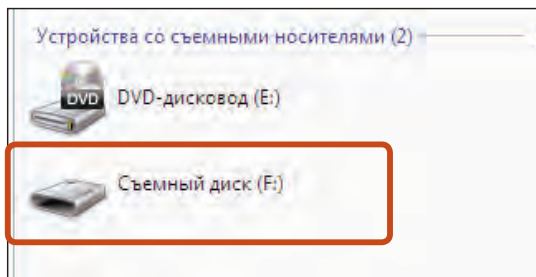 Устройства со съемными носителями (2)
DVD
DVD-дисковод (E:)
Съемный диск (F:)